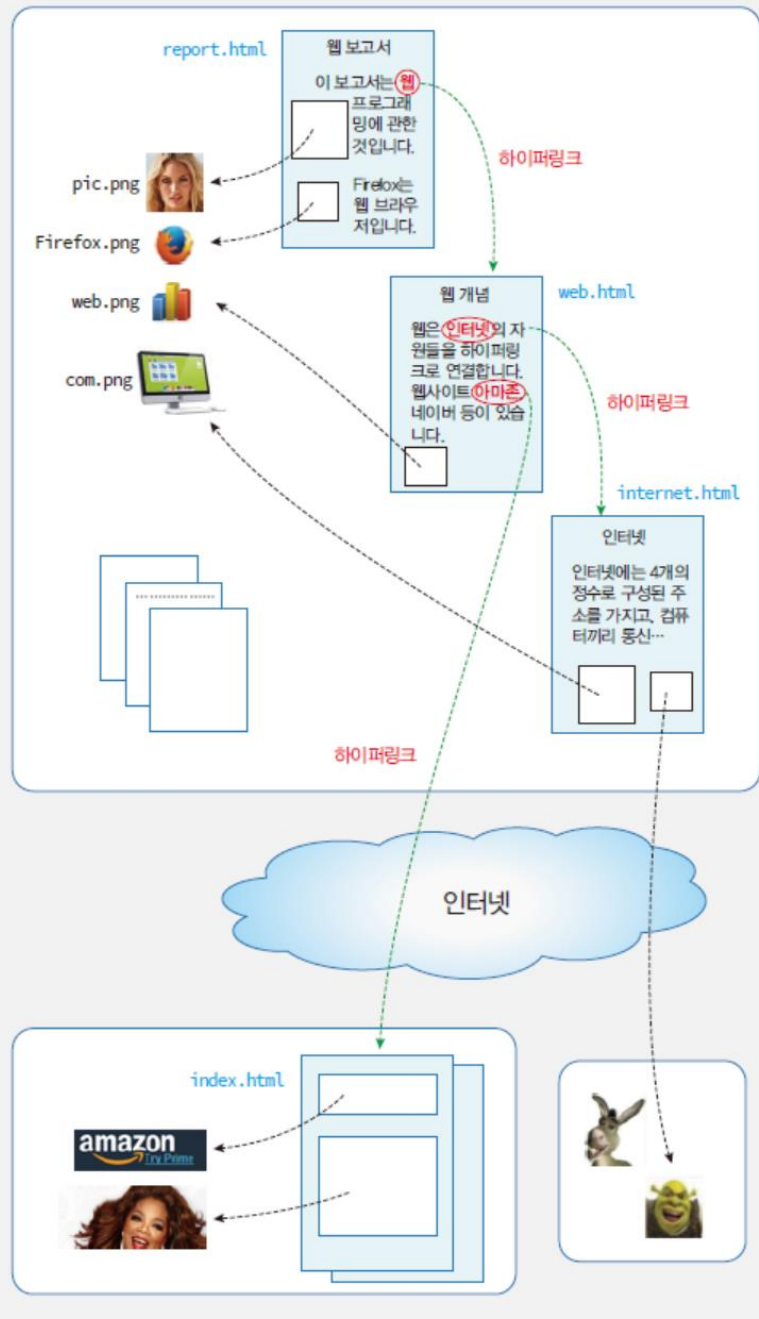 report.html
웹 보고서
이 보고서는 웹
프로그래
밍에 관한
것입니다.
Firefox는
웹 브라우
저입니다.
하이퍼링크
pic.png
Firefox.png
web.png
com.png
웹 개념
web.html
웹은 인터넷의 자
원들을 하이퍼링
크로 연결합니다.
웹사이트 아마존,
네이버 등이 있습
니다.
하이퍼링크
internet.html
인터넷
인터넷에는 4개의
정수로 구성된 주
소를 가지고, 컴퓨
터끼리 통신…
하이퍼링크
인터넷
index.html
amazon
Try Prime